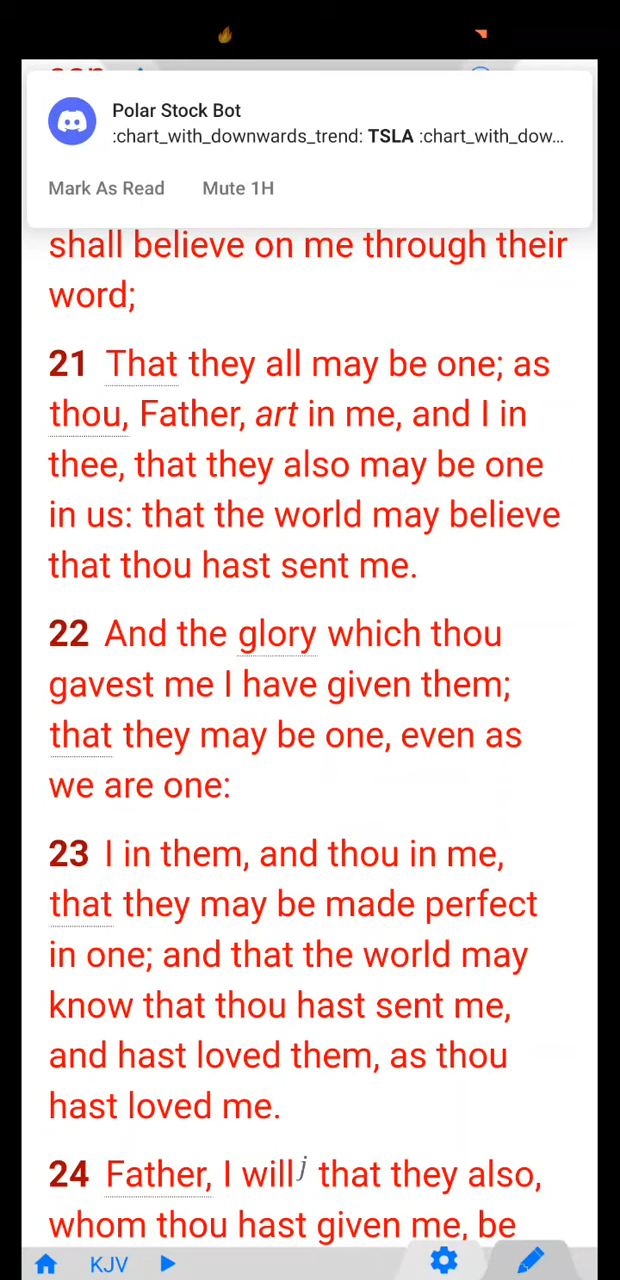 Polar Stock Bot
:chart_with_downwards_trend: TSLA :chart_with_dow...
Mark As Read Mute 1H
shall believe on me through their
word;
21 That they all may be one; as
thou, Father, art in me, and I in
thee, that they also may be one
in us: that the world may believe
that thou hast sent me.
22 And the glory which thou
gavest me I have given them;
that they may be one, even as
we are one:
23 I in them, and thou in me,
that they may be made perfect
in one; and that the world may
know that thou hast sent me,
and hast loved them, as thou
hast loved me.
24 Father, I will j that they also,
whom thou hast given me, be
KJV